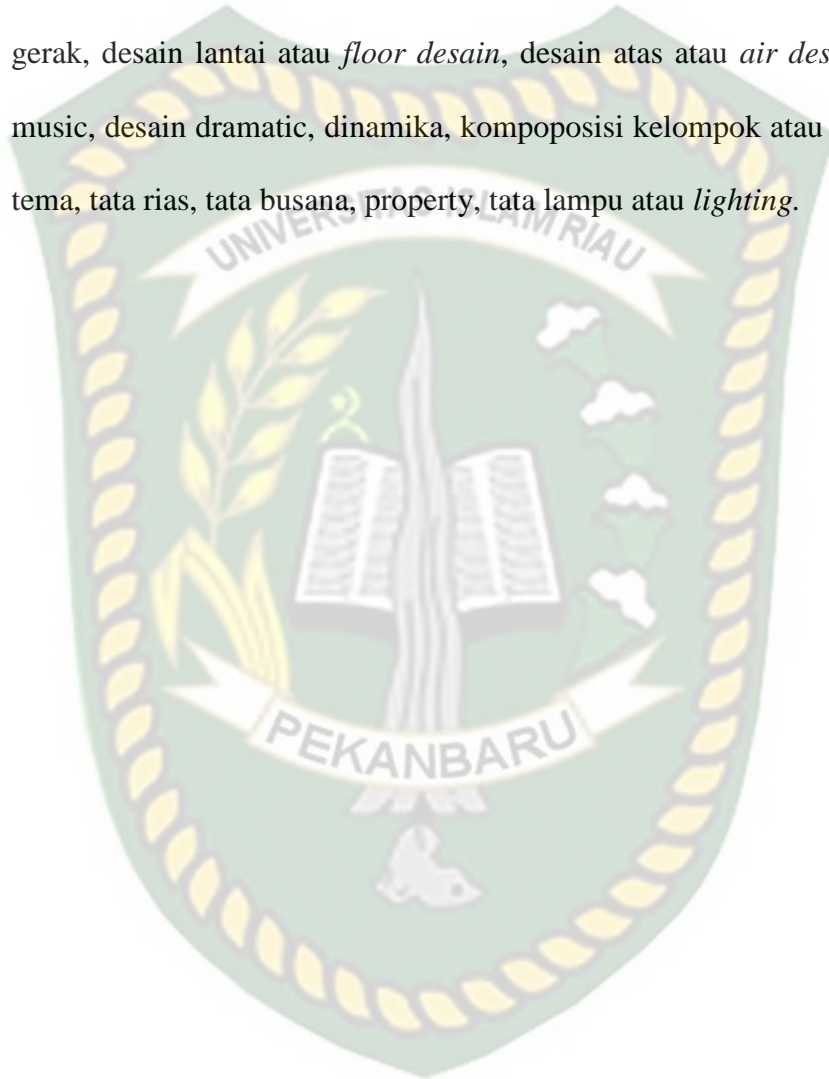 gerak, desain lantai atau floor desain, desain atas atau air des
music, desain dramatic, dinamika, kompoposisi kelompok atau
tema, tata rias, tata busana, property, tata lampu atau lighting.
UNIVERSITAS ISLAM RIAU
PEKANBARU